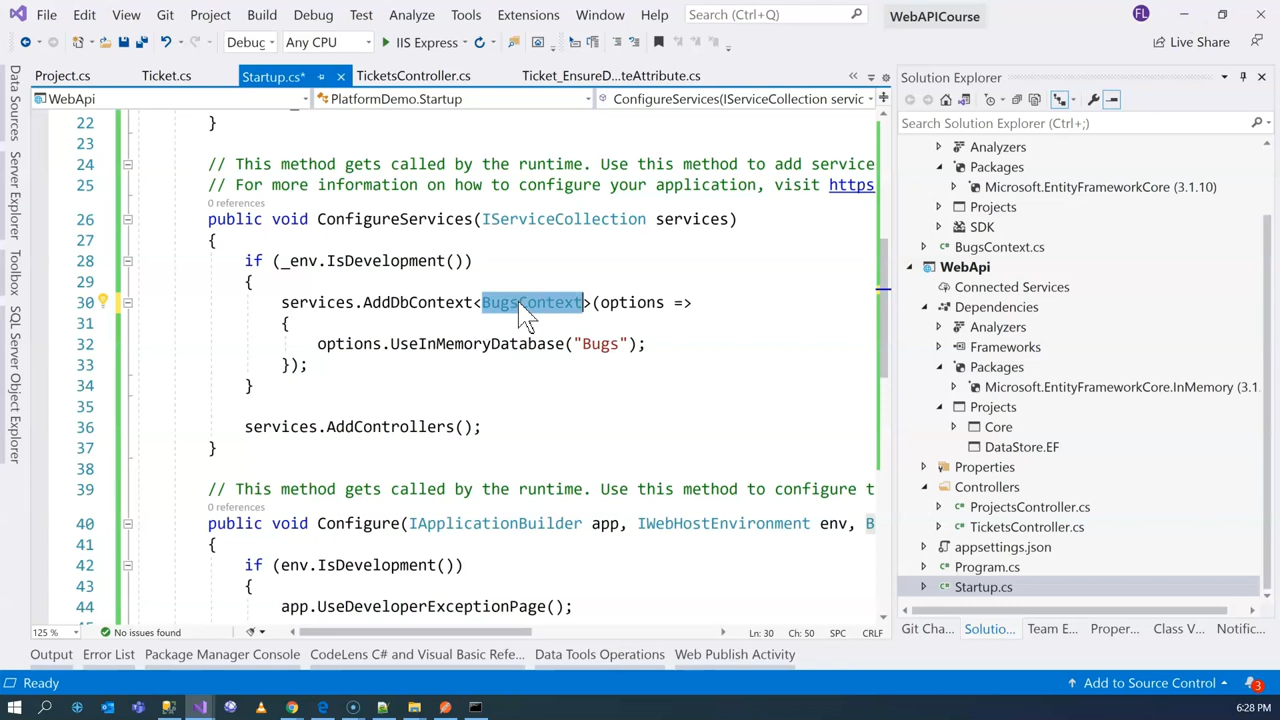 File Edit View Git Project Build Debug Test Analyze Tools Extensions Window Help Search (Ctrl+Q) WebAPICourse FL
Debug Any CPU IIS Express Live Share
Project.cs Ticket.cs Startup.cs* TicketsController.cs Ticket_EnsureD...teAttribute.cs
WebApi PlatformDemo.Startup ConfigureServices(IServiceCollection servic
22 }
23
24 // This method gets called by the runtime. Use this method to add service
25 // For more information on how to configure your application, visit https
0 references
26 public void ConfigureServices(IServiceCollection services)
27 {
28 if (_env.IsDevelopment())
29 {
30 services.AddDbContext<BugsContext>(options =>
31 {
32 options.UseInMemoryDatabase("Bugs");
33 });
34 }
35
36 services.AddControllers();
37 }
38
39 // This method gets called by the runtime. Use this method to configure t
0 references
40 public void Configure(IApplicationBuilder app, IWebHostEnvironment env, B
41 {
42 if (env.IsDevelopment())
43 {
44 app.UseDeveloperExceptionPage();
125 % No issues found Ln: 30 Ch: 50 SPC CRLF
Data Sources
Server Explorer
Toolbox
SQL Server Object Explorer
Solution Explorer
Search Solution Explorer (Ctrl+;)
Analyzers
Packages
Microsoft.EntityFrameworkCore (3.1.10)
Projects
SDK
BugsContext.cs
WebApi
Connected Services
Dependencies
Analyzers
Frameworks
Packages
Microsoft.EntityFrameworkCore.InMemory (3.1.
Projects
Core
DataStore.EF
Properties
Controllers
ProjectsController.cs
TicketsController.cs
appsettings.json
Program.cs
Startup.cs
Git Cha... Solutio... Team E... Proper... Class V... Notific...
Output Error List Package Manager Console CodeLens C# and Visual Basic Refe... Data Tools Operations Web Publish Activity
Ready Add to Source Control 3
6:28 PM